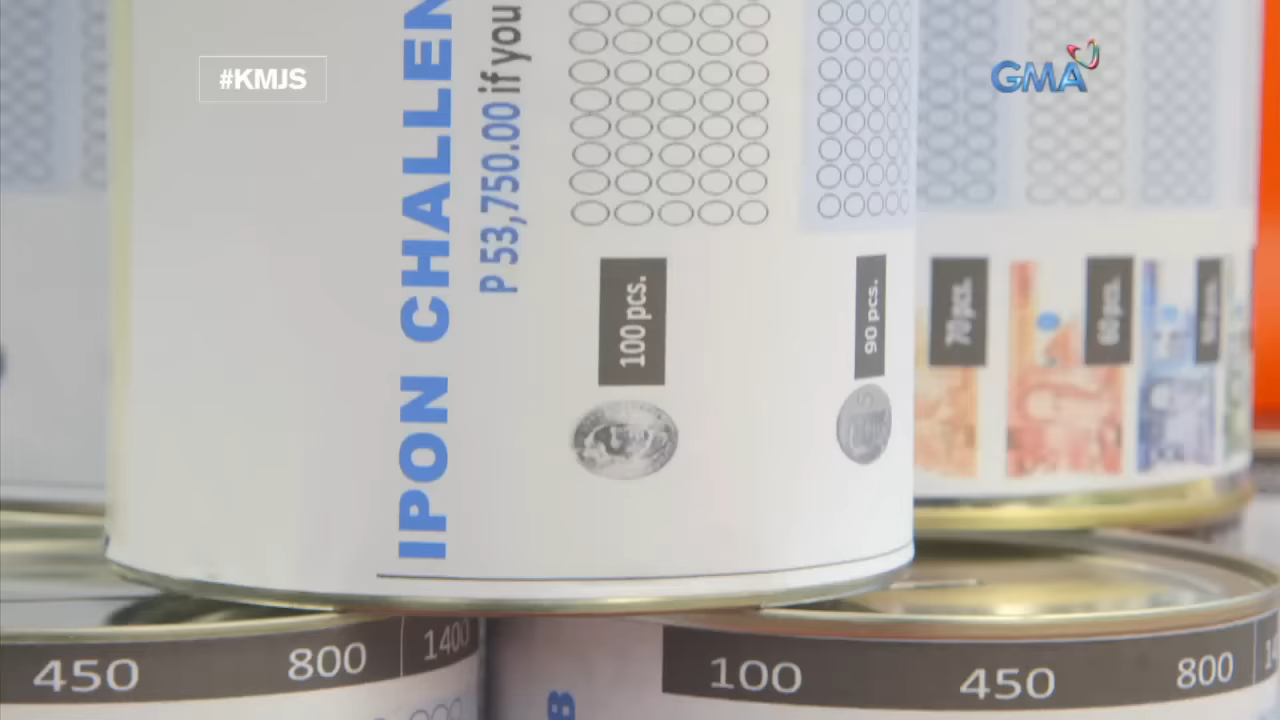 #KMJS
GMA
IPON CHALLEN
P 53,750.00 if you
100 pcs.
90 pcs.
70 pcs.
60 pcs.
450 800 1400
100 450 800